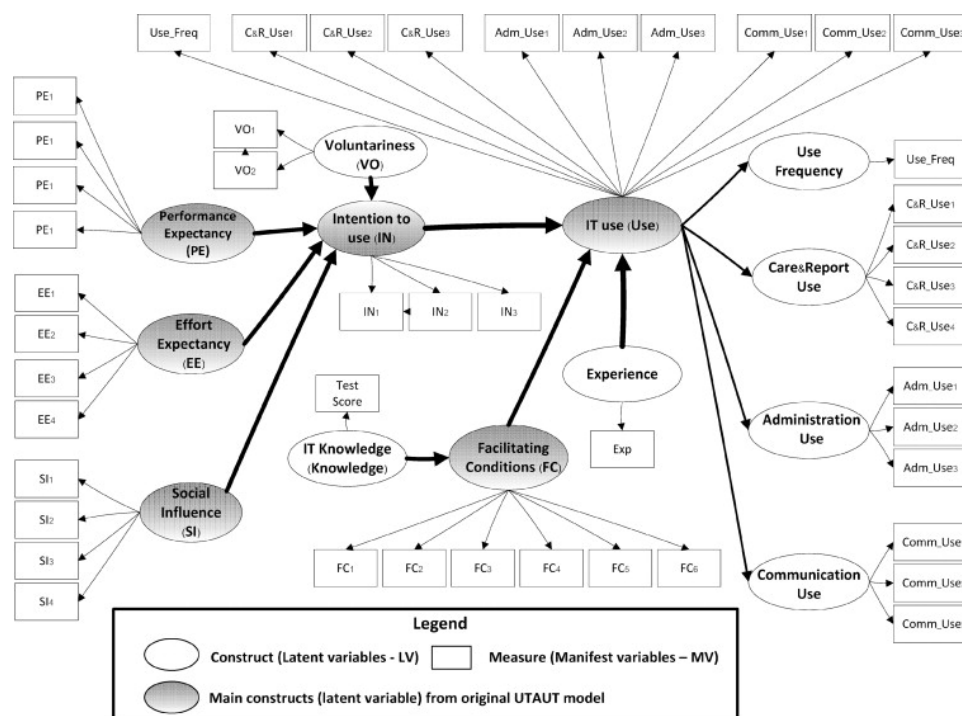 Use_Freq
C&R_Use1
C&R_Use2
C&R_Use3
Adm_Use1
Adm_Use2
Adm_Use3
Comm_Use1
Comm_Use2
Comm_Use3
PE1
PE1
PE1
PE1
VO1
VO2
Voluntariness
(VO)
Performance
Expectancy
(PE)
Intention to
use (IN)
IT use (Use)
Use
Frequency
Use_Freq
Care&Report
Use
C&R_Use1
C&R_Use2
C&R_Use3
C&R_Use4
EE1
EE2
EE3
EE4
Effort
Expectancy
(EE)
IN1
IN2
IN3
Experience
Exp
Test
Score
IT Knowledge
(Knowledge)
Facilitating
Conditions (FC)
Administration
Use
Adm_Use1
Adm_Use2
Adm_Use3
SI1
SI2
SI3
SI4
Social
Influence
(SI)
FC1
FC2
FC3
FC4
FC5
FC6
Communication
Use
Comm_Use
Comm_Use
Comm_Use
Legend
Construct (Latent variables - LV)
Measure (Manifest variables – MV)
Main constructs (latent variable) from original UTAUT model